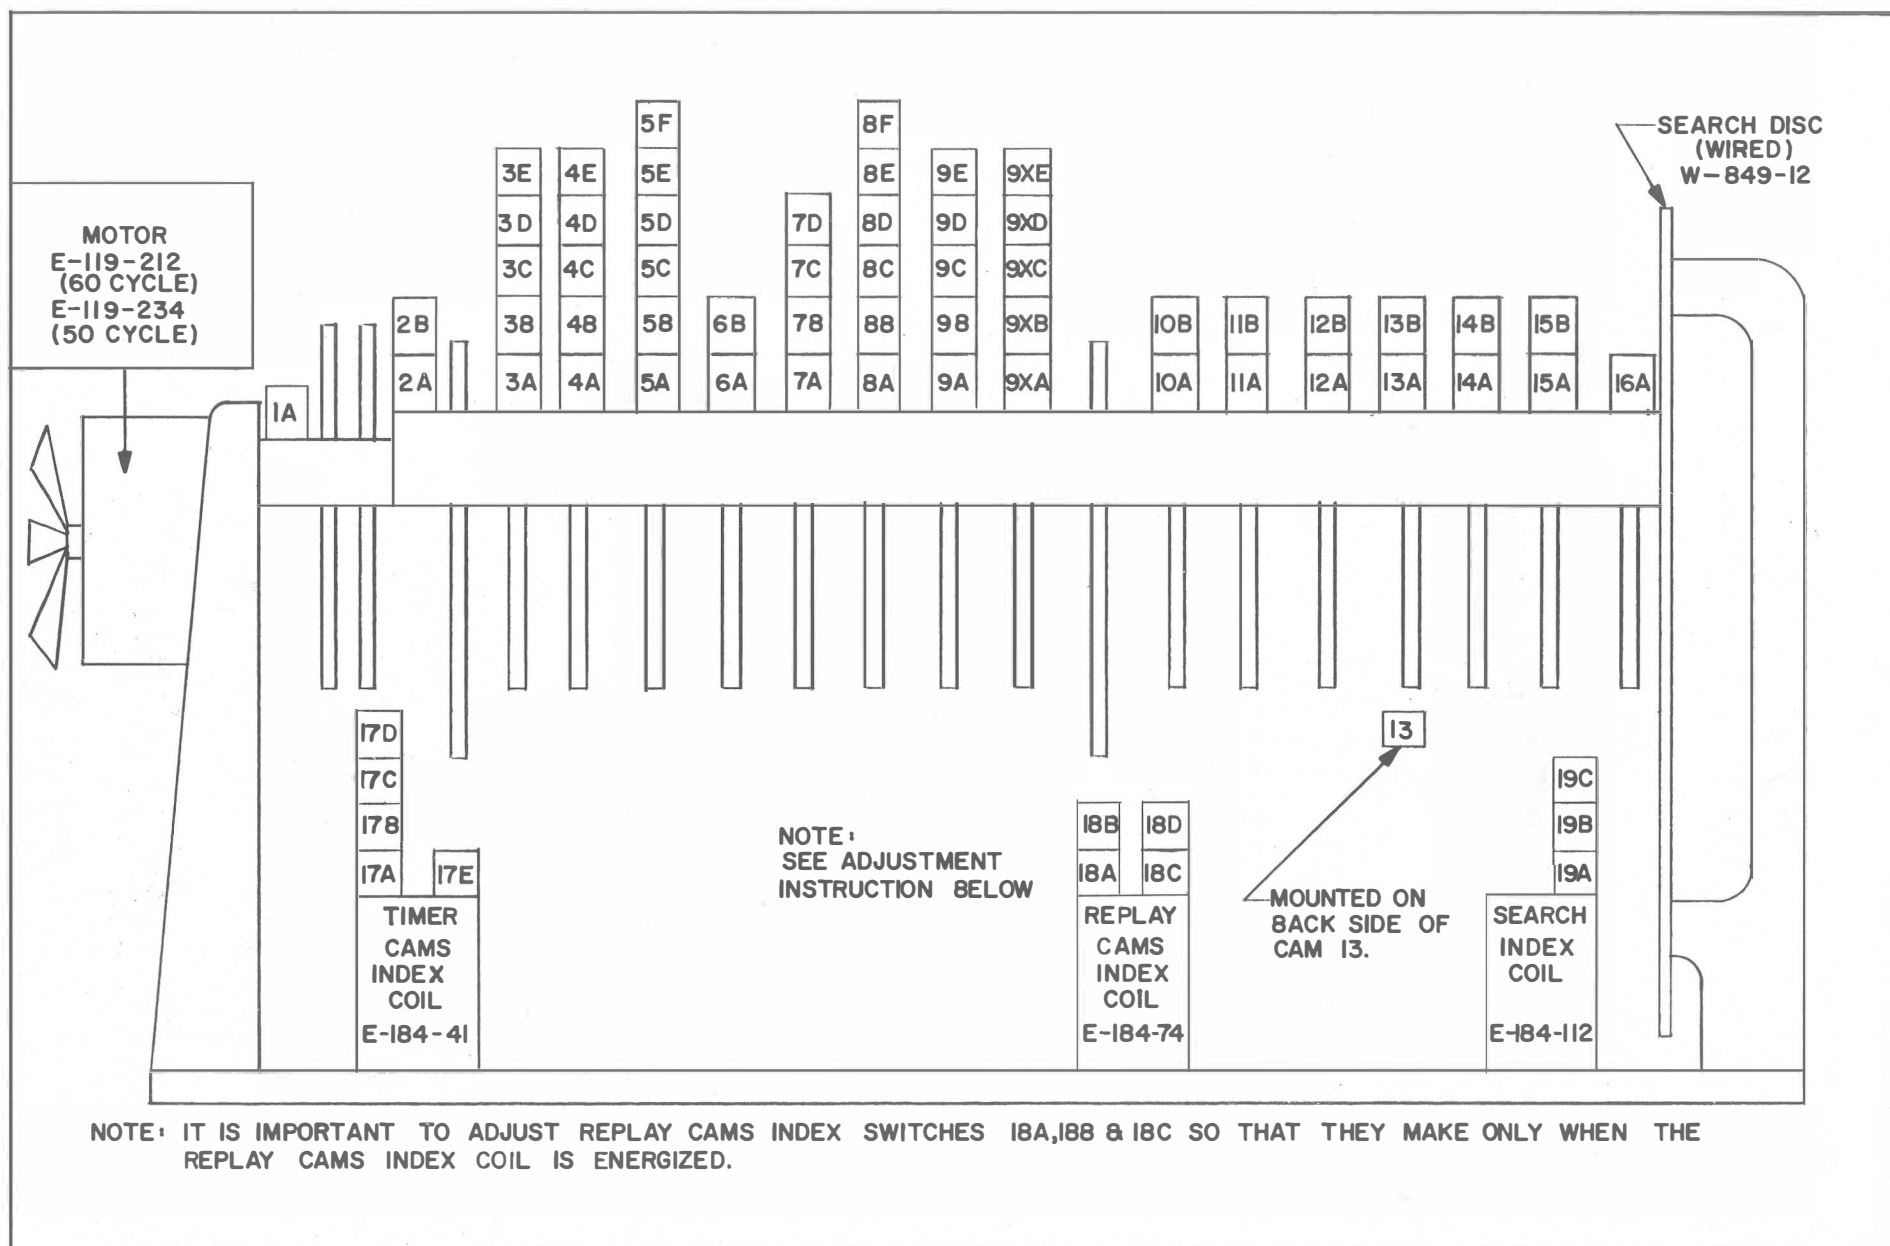 MOTOR
E-119-212
(60 CYCLE)
E-119-234
(50 CYCLE)
SEARCH DISC
(WIRED)
W-849-12
1A
2B
2A
3E
3D
3C
3B
3A
4E
4D
4C
4B
4A
5F
5E
5D
5C
5B
5A
6B
6A
7D
7C
7B
7A
8F
8E
8D
8C
8B
8A
9E
9D
9C
9B
9A
9XE
9XD
9XC
9XB
9XA
10B
10A
11B
11A
12B
12A
13B
13A
14B
14A
15B
15A
16A
17D
17C
17B
17A
17E
TIMER
CAMS
INDEX
COIL
E-184-41
NOTE:
SEE ADJUSTMENT
INSTRUCTION BELOW
18B
18A
18D
18C
REPLAY
CAMS
INDEX
COIL
E-184-74
13
MOUNTED ON
BACK SIDE OF
CAM 13.
19C
19B
19A
SEARCH
INDEX
COIL
E-184-112
NOTE: IT IS IMPORTANT TO ADJUST REPLAY CAMS INDEX SWITCHES 18A,18B & 18C SO THAT THEY MAKE ONLY WHEN THE
REPLAY CAMS INDEX COIL IS ENERGIZED.